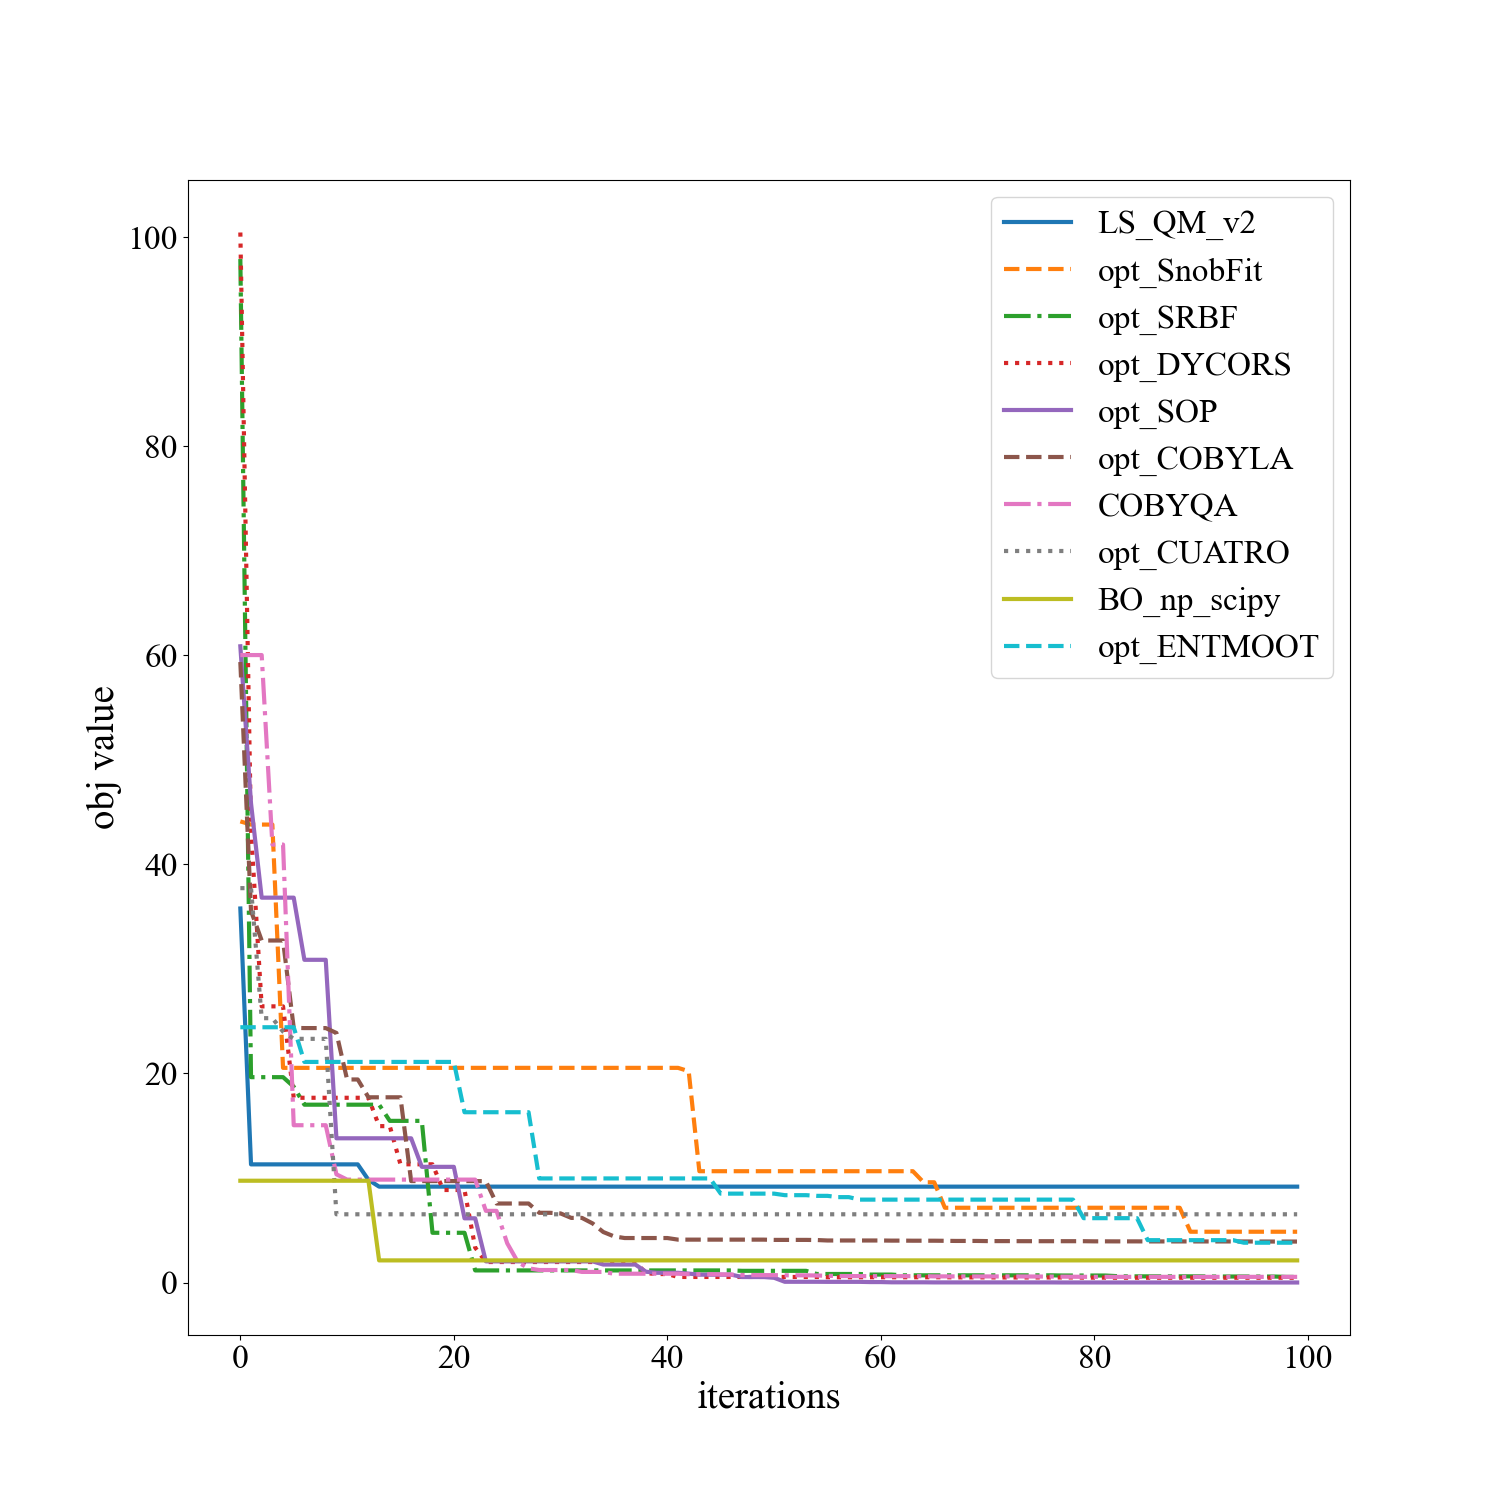 100
80
60
40
20
0
obj value
0 20 40 60 80 100
iterations
LS_QM_v2
opt_SnobFit
opt_SRBF
opt_DYCORS
opt_SOP
opt_COBYLA
COBYQA
opt_CUATRO
BO_np_scipy
opt_ENTMOOT